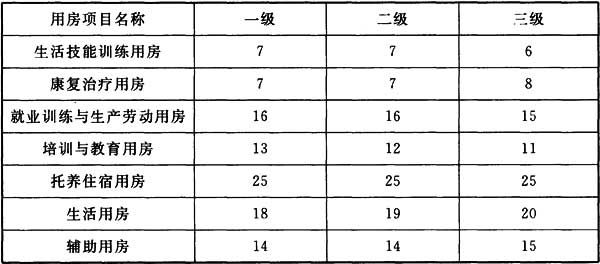 用房项目名称 一级 二级 三级
生活技能训练用房 7 7 6
康复治疗用房 7 7 8
就业训练与生产劳动用房 16 16 15
培训与教育用房 13 12 11
托养住宿用房 25 25 25
生活用房 18 19 20
辅助用房 14 14 15